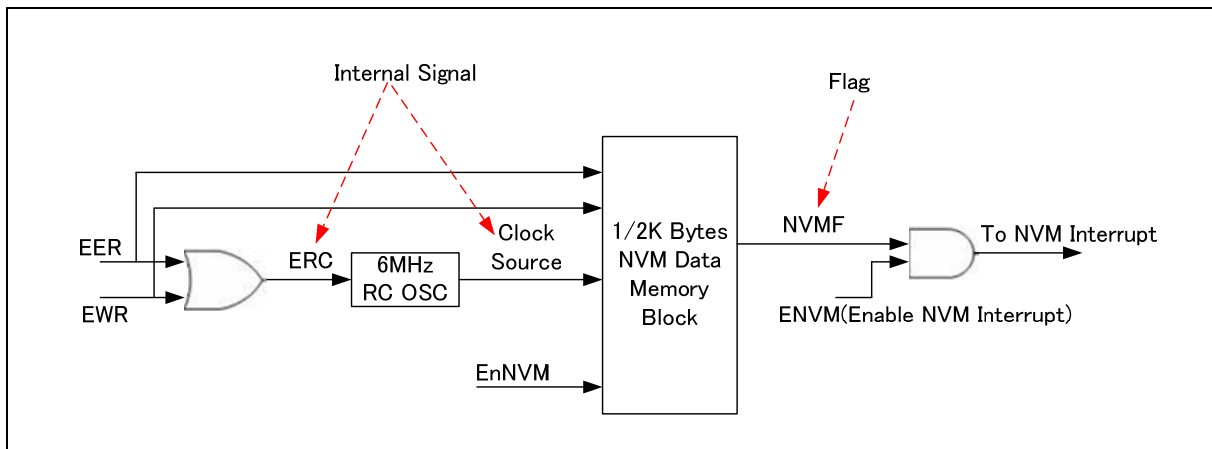 Internal Signal
Flag
EER
EWR
ERC
6MHz
RC OSC
Clock
Source
EnNVM
1/2K Bytes
NVM Data
Memory
Block
NVMF
ENVM(Enable NVM Interrupt)
To NVM Interrupt